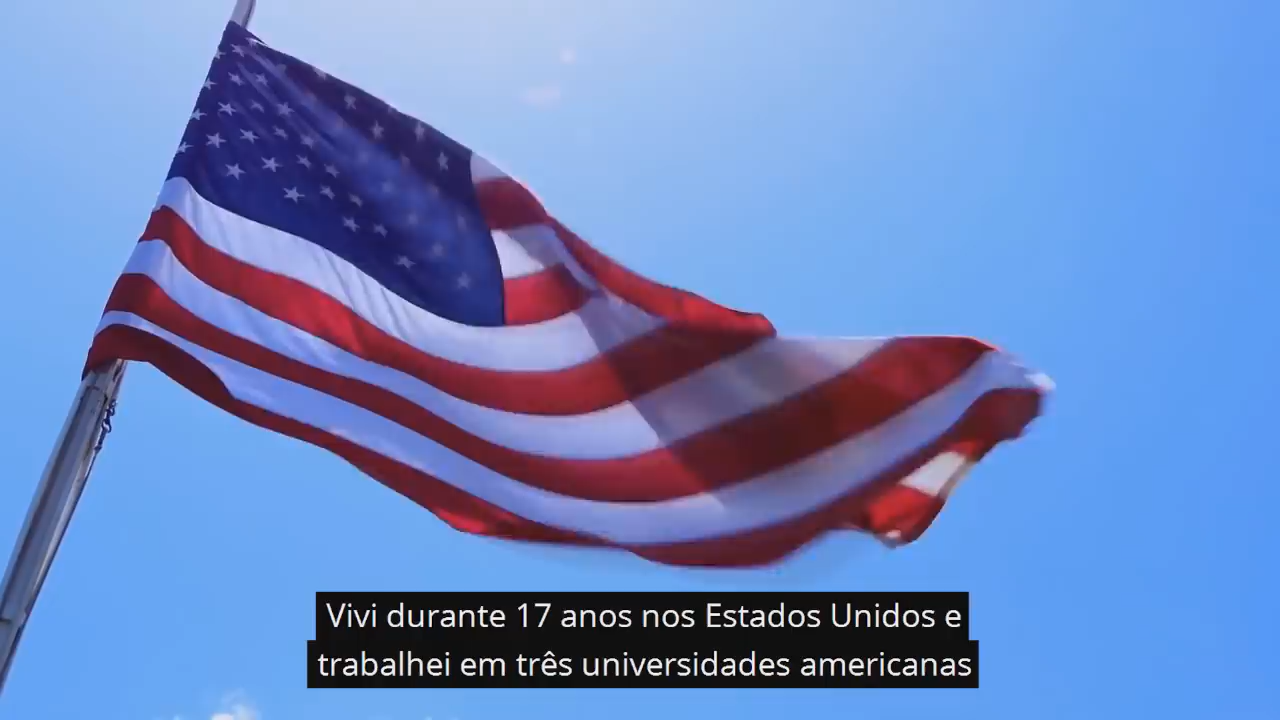 Vivi durante 17 anos nos Estados Unidos e
trabalhei em três universidades americanas